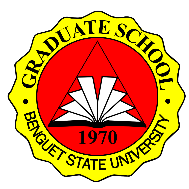 GRADUATE SCHOOL
1970
• BENGUET STATE UNIVERSITY •